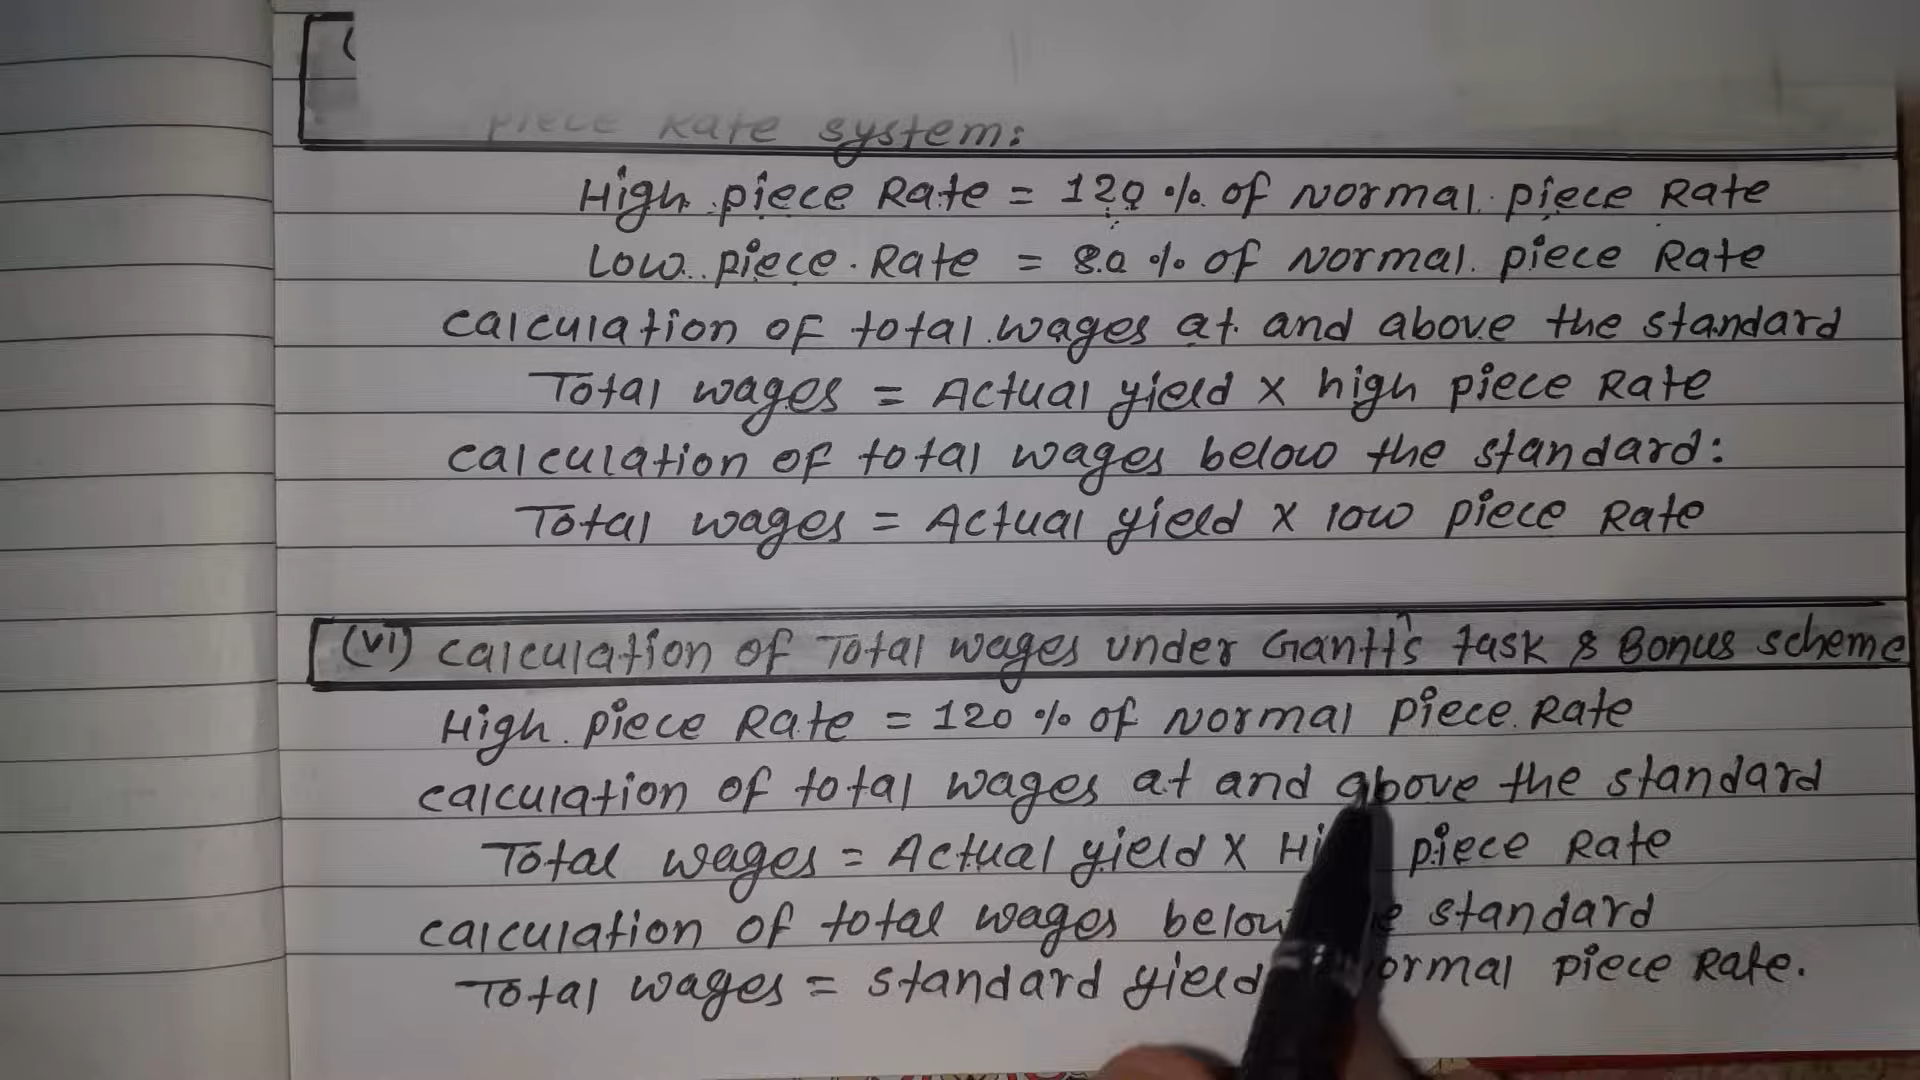 piece Rate system:
High piece Rate = 120 % of Normal piece Rate
Low piece Rate = 80 % of Normal piece Rate
calculation of total wages at and above the standard
Total wages = Actual yield X high piece Rate
calculation of total wages below the standard:
Total wages = Actual yield X low piece Rate
(vi) calculation of Total wages under Gantt's task & Bonus scheme
High piece Rate = 120 % of Normal piece Rate
calculation of total wages at and above the standard
Total wages = Actual yield X Hi piece Rate
calculation of total wages below standard
Total wages = standard yield ormal piece Rate.